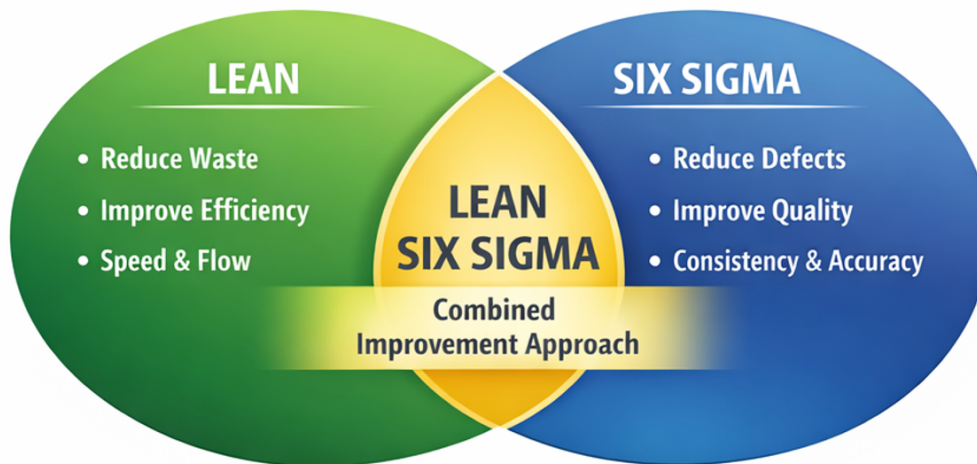 LEAN
• Reduce Waste
• Improve Efficiency
• Speed & Flow
LEAN
SIX SIGMA
Combined
Improvement Approach
SIX SIGMA
• Reduce Defects
• Improve Quality
• Consistency & Accuracy